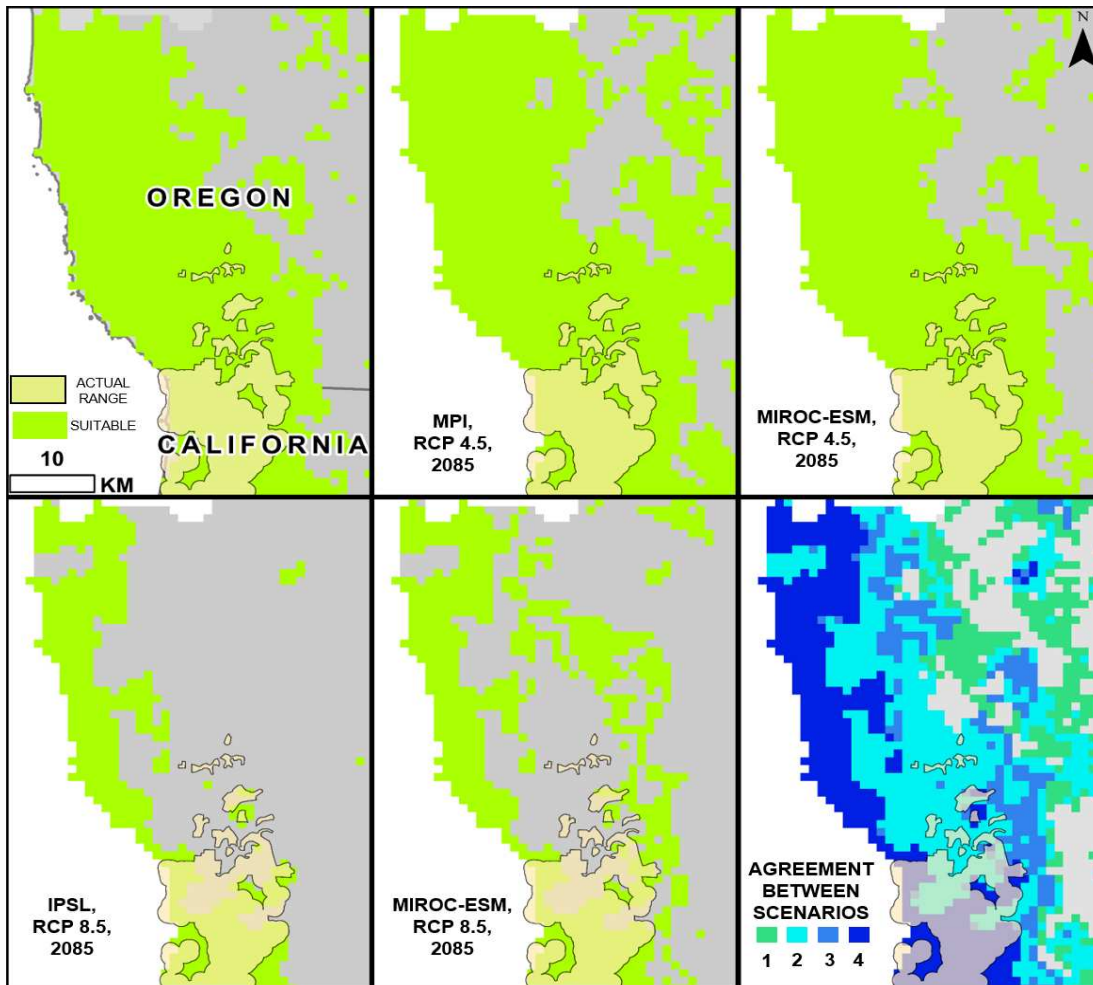 N
OREGON
ACTUAL
RANGE
SUITABLE
CALIFORNIA
10
KM
MPI,
RCP 4.5,
2085
MIROC-ESM,
RCP 4.5,
2085
IPSL,
RCP 8.5,
2085
MIROC-ESM,
RCP 8.5,
2085
AGREEMENT
BETWEEN
SCENARIOS
1 2 3 4